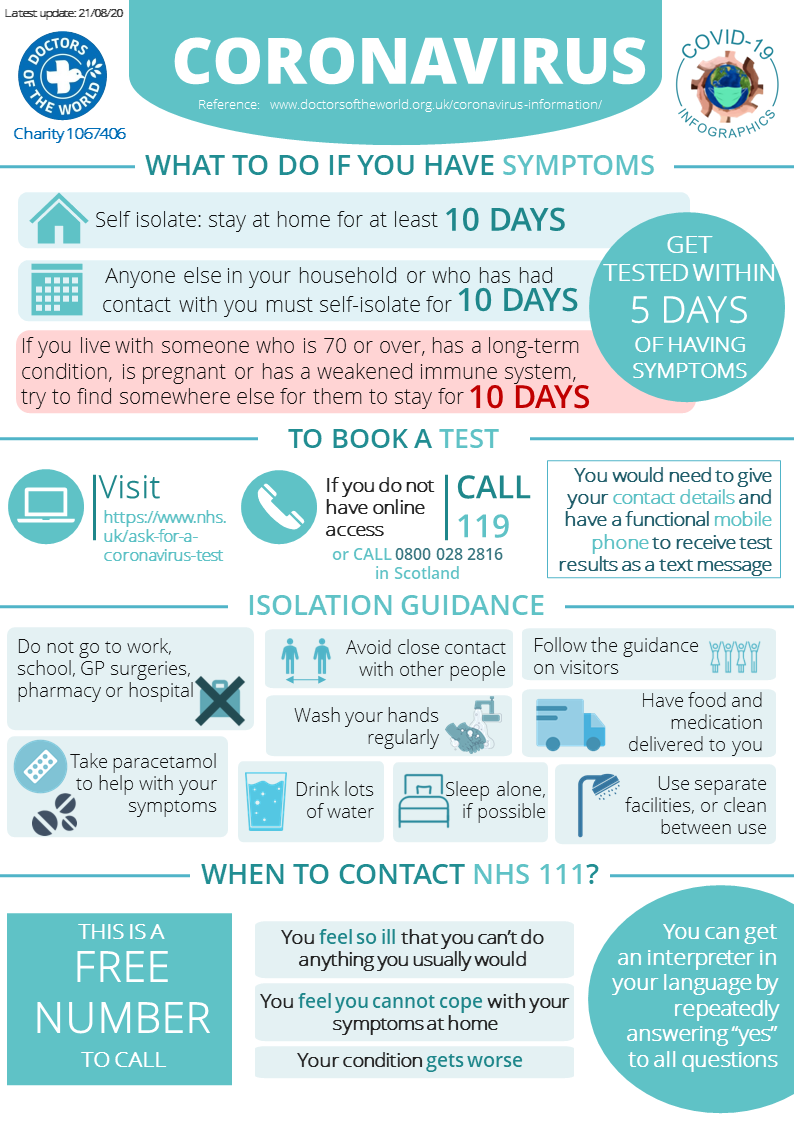 Latest update: 21/08/20
DOCTORS OF THE WORLD
Charity 1067406
CORONAVIRUS
Reference: www.doctorsoftheworld.org.uk/coronavirus-information/
COVID-19
INFOGRAPHICS
WHAT TO DO IF YOU HAVE SYMPTOMS
Self isolate: stay at home for at least 10 DAYS
Anyone else in your household or who has had
contact with you must self-isolate for 10 DAYS
If you live with someone who is 70 or over, has a long-term
condition, is pregnant or has a weakened immune system,
try to find somewhere else for them to stay for 10 DAYS
GET
TESTED WITHIN
5 DAYS
OF HAVING
SYMPTOMS
TO BOOK A TEST
Visit
https://www.nhs.
uk/ask-for-a-
coronavirus-test
If you do not
have online
access
CALL
119
or CALL 0800 028 2816
in Scotland
You would need to give
your contact details and
have a functional mobile
phone to receive test
results as a text message
ISOLATION GUIDANCE
Do not go to work,
school, GP surgeries,
pharmacy or hospital
Avoid close contact
with other people
Follow the guidance
on visitors
Wash your hands
regularly
Have food and
medication
delivered to you
Take paracetamol
to help with your
symptoms
Drink lots
of water
Sleep alone,
if possible
Use separate
facilities, or clean
between use
WHEN TO CONTACT NHS 111?
THIS IS A
FREE
NUMBER
TO CALL
You feel so ill that you can't do
anything you usually would
You feel you cannot cope with your
symptoms at home
Your condition gets worse
You can get
an interpreter in
your language by
repeatedly
answering “yes”
to all questions